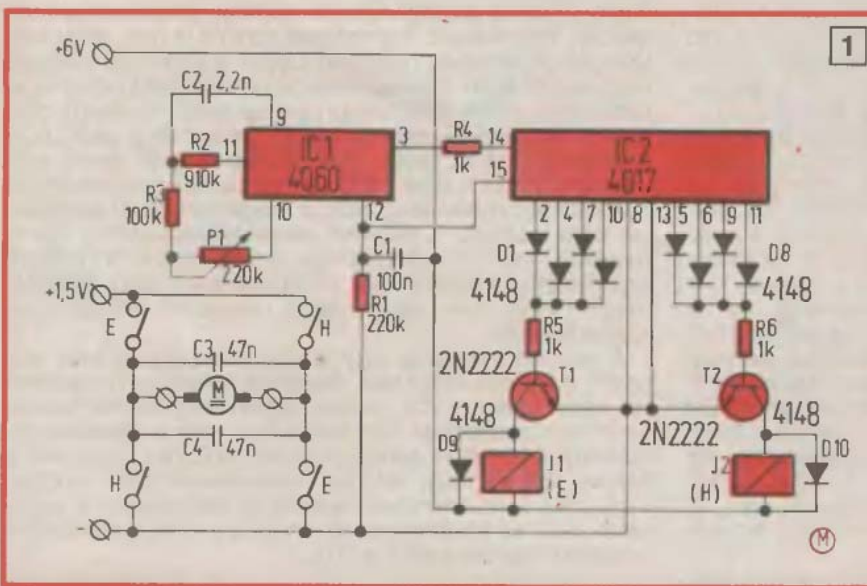 1
+6V
C2 2,2n
9
R2 11
910k
IC1
4060
3
R4 14
1k
15
IC2
4017
R3
100k
10
12
P1
220k
C1
100n
R1
220k
2 4 7 10 8 13 5 6 9 11
D1
4148
D8
4148
+1,5V
E
H
C3 47n
M
C4 47n
H
E
R5
1k
R6
1k
2N2222
T1
T2
4148
2N2222
4148
D9
J1
(E)
J2
(H)
D10
-
M